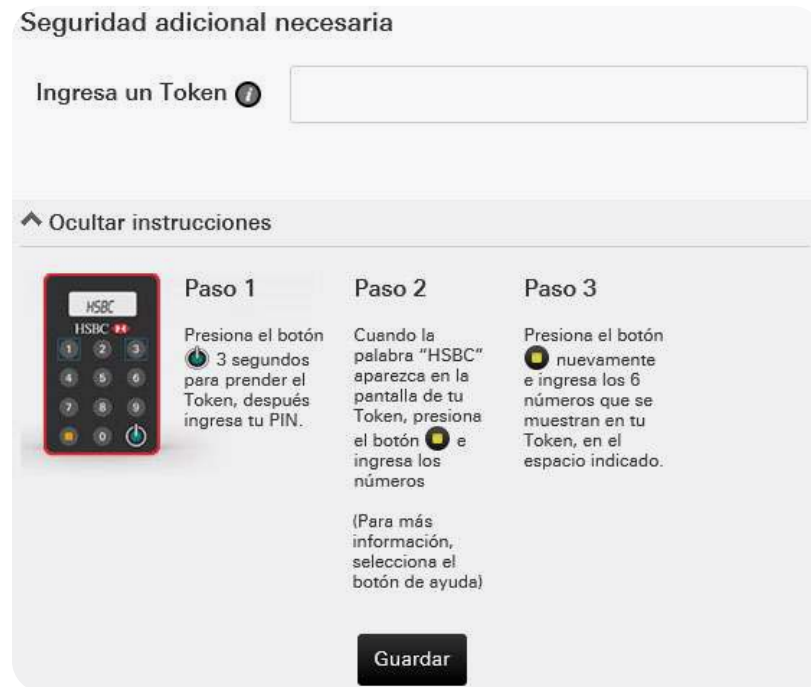 Seguridad adicional necesaria
Ingresa un Token
Ocultar instrucciones
HSBC
HSBC
1 2 3
4 5 6
7 8 9
0
Paso 1
Presiona el botón
3 segundos
para prender el
Token, después
ingresa tu PIN.
Paso 2
Cuando la
palabra “HSBC”
aparezca en la
pantalla de tu
Token, presiona
el botón e
ingresa los
números
(Para más
información,
selecciona el
botón de ayuda)
Paso 3
Presiona el botón
nuevamente
e ingresa los 6
números que se
muestran en tu
Token, en el
espacio indicado.
Guardar